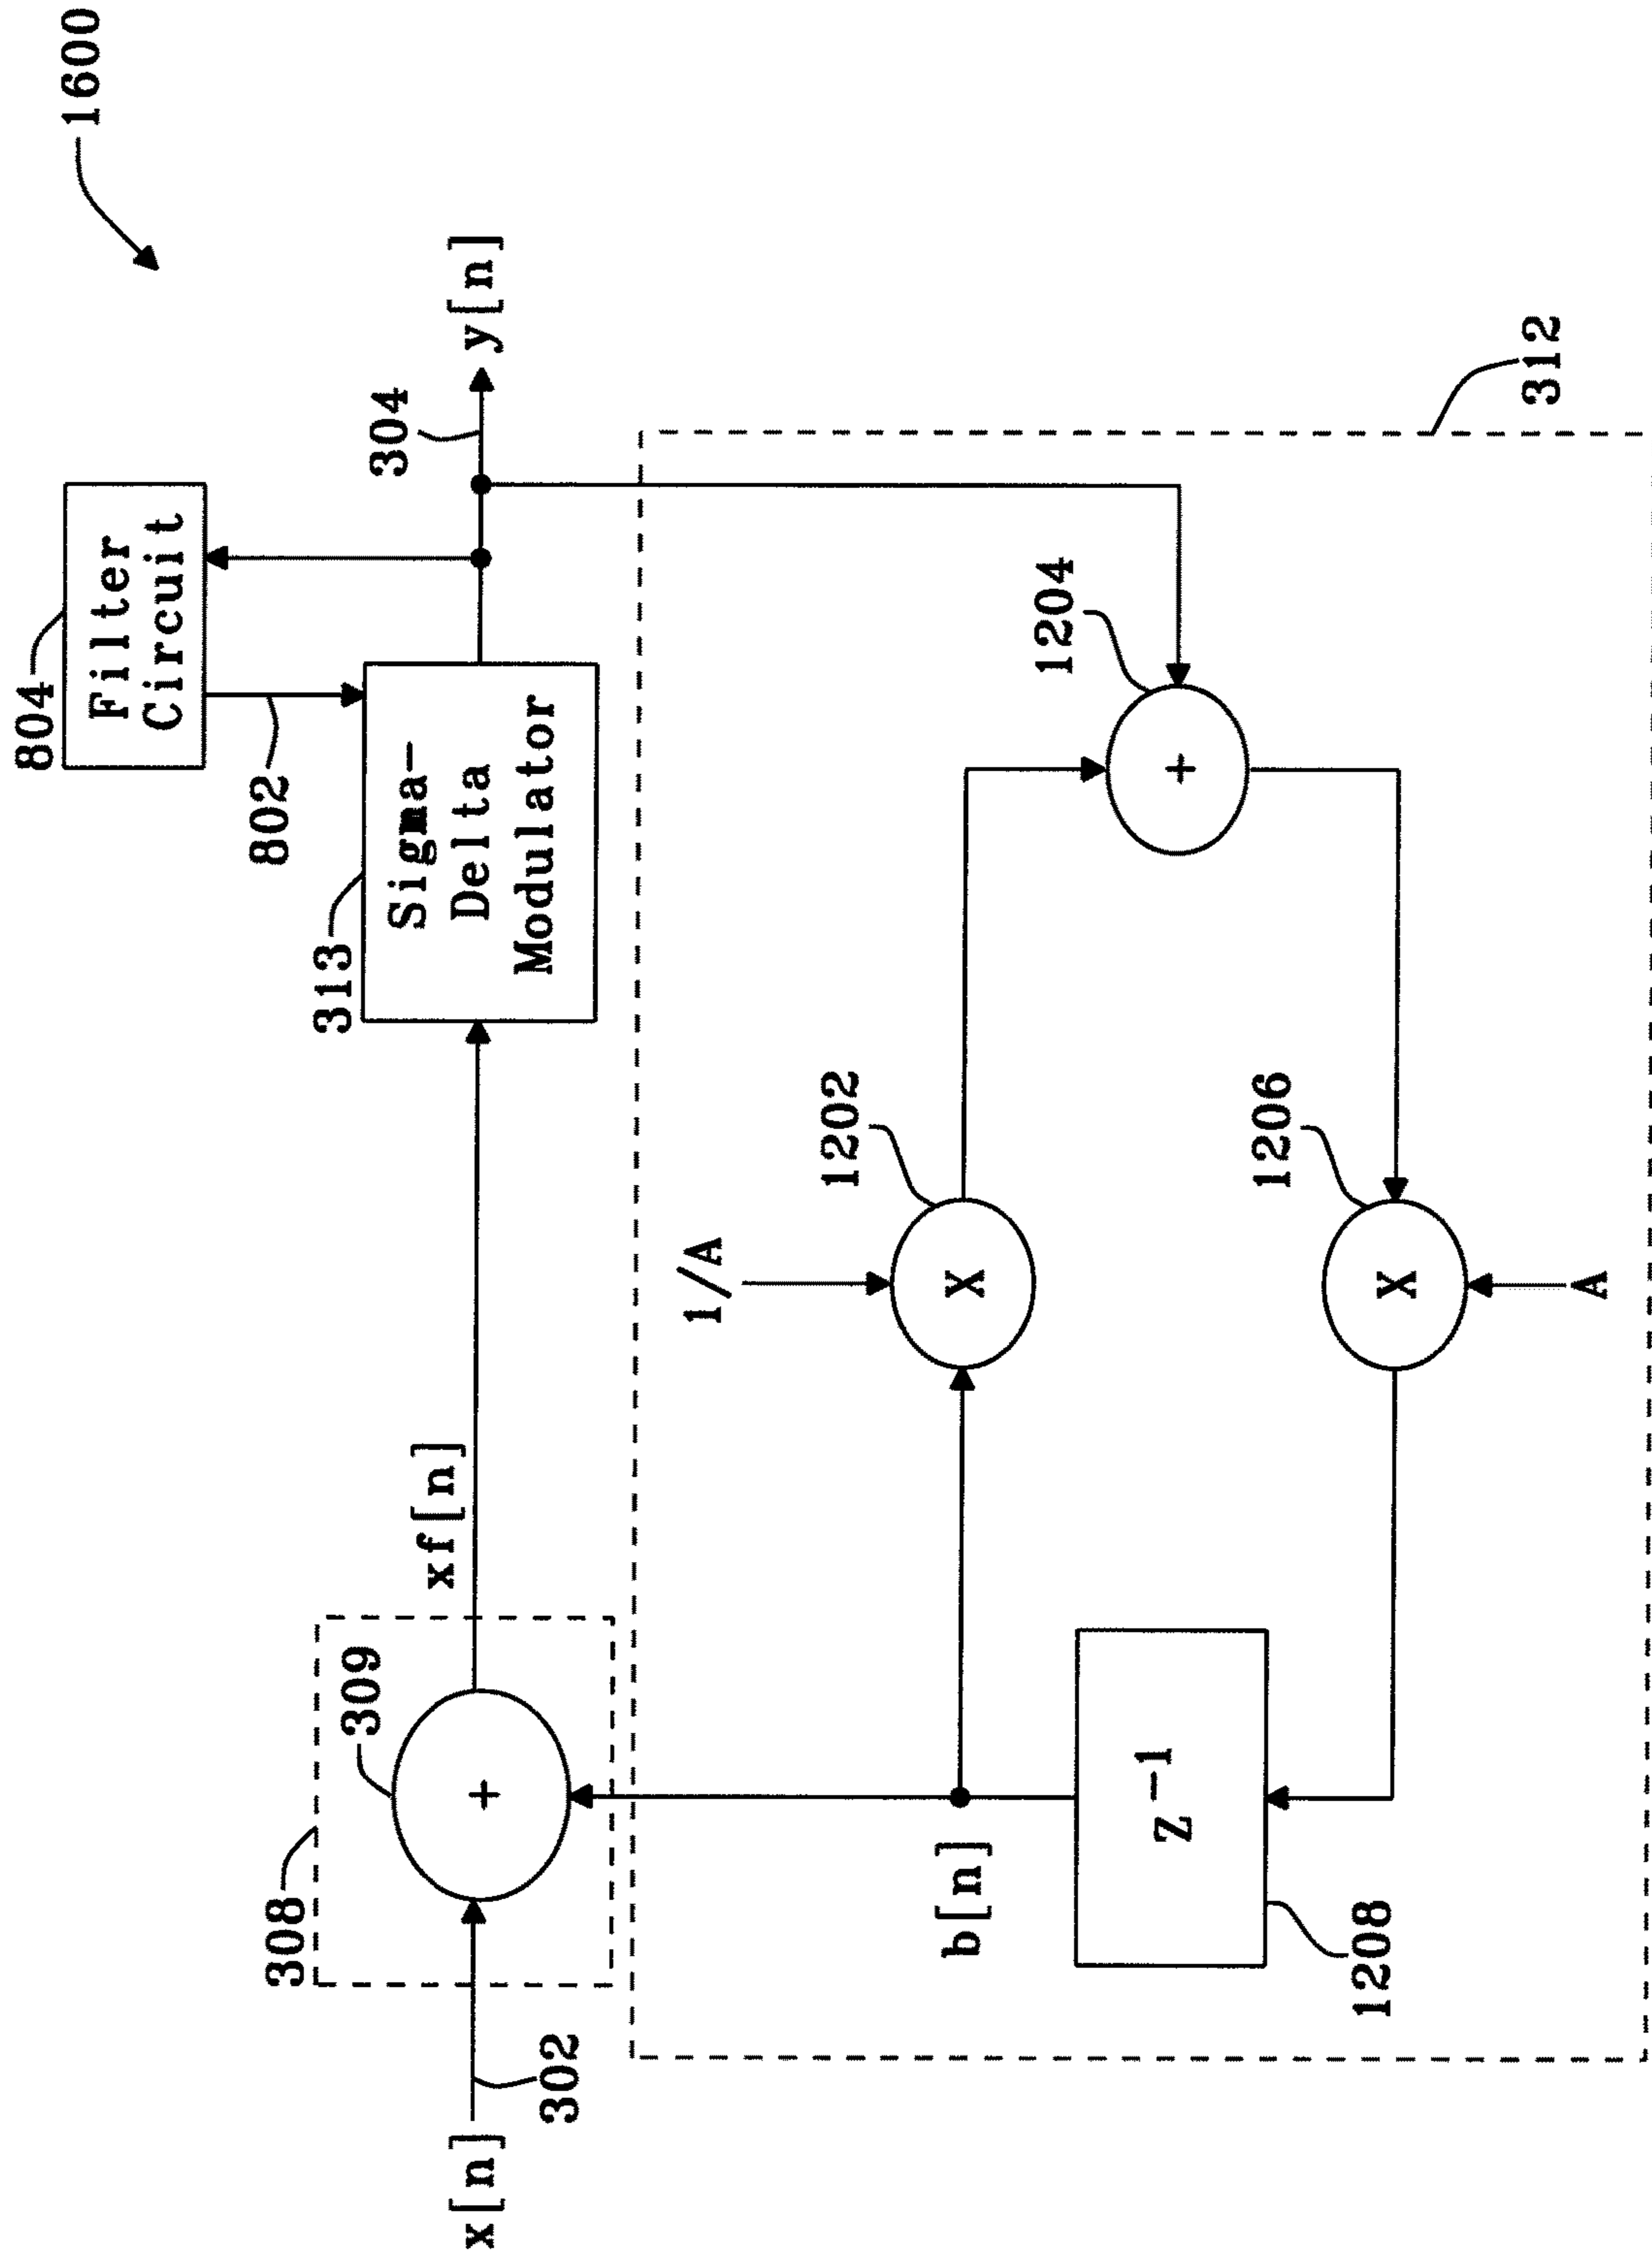 1600
804
Filter
Circuit
802
304
y[n]
313
Sigma-
Delta
Modulator
xf[n]
308
309
+
x[n]
302
312
1/A
1202
X
1204
+
b[n]
1206
X
A
Z-1
1208